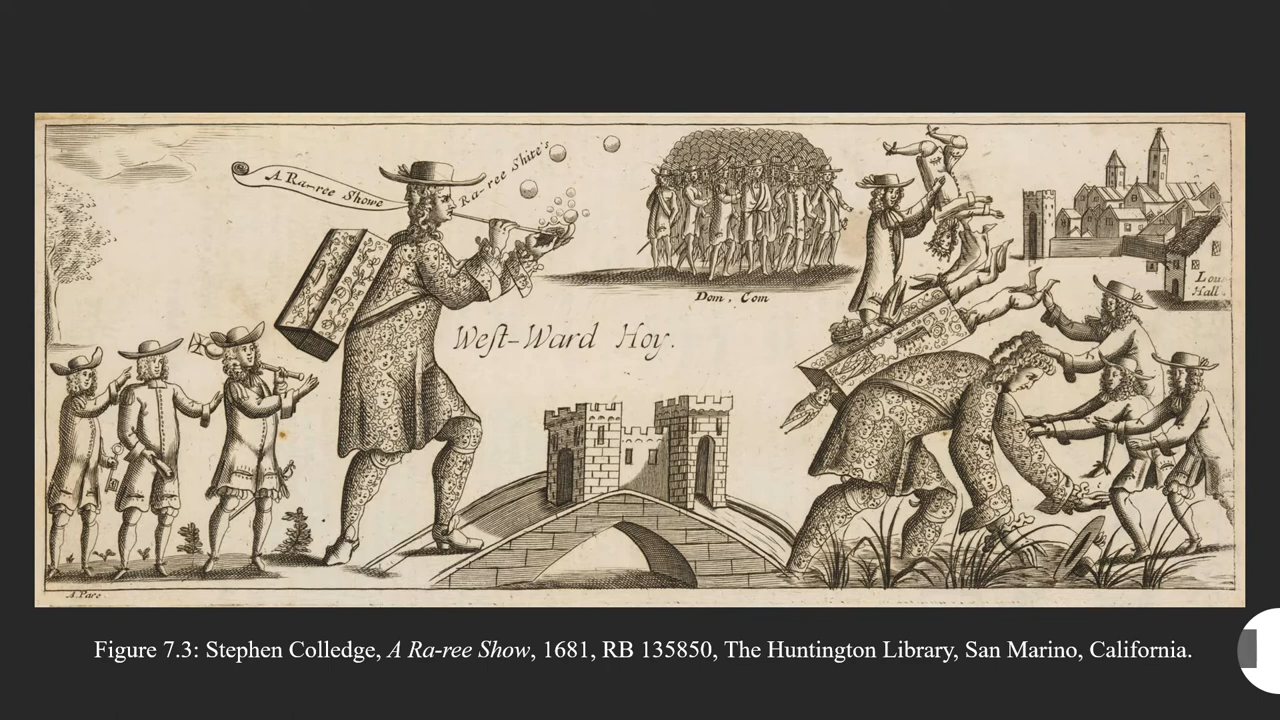 A Ra-ree Showe
Ra-ree Shite's
Dom, Com
West-Ward Hoy.
Lou
Hall.
A. Pare
Figure 7.3: Stephen Colledge, A Ra-ree Show, 1681, RB 135850, The Huntington Library, San Marino, California.